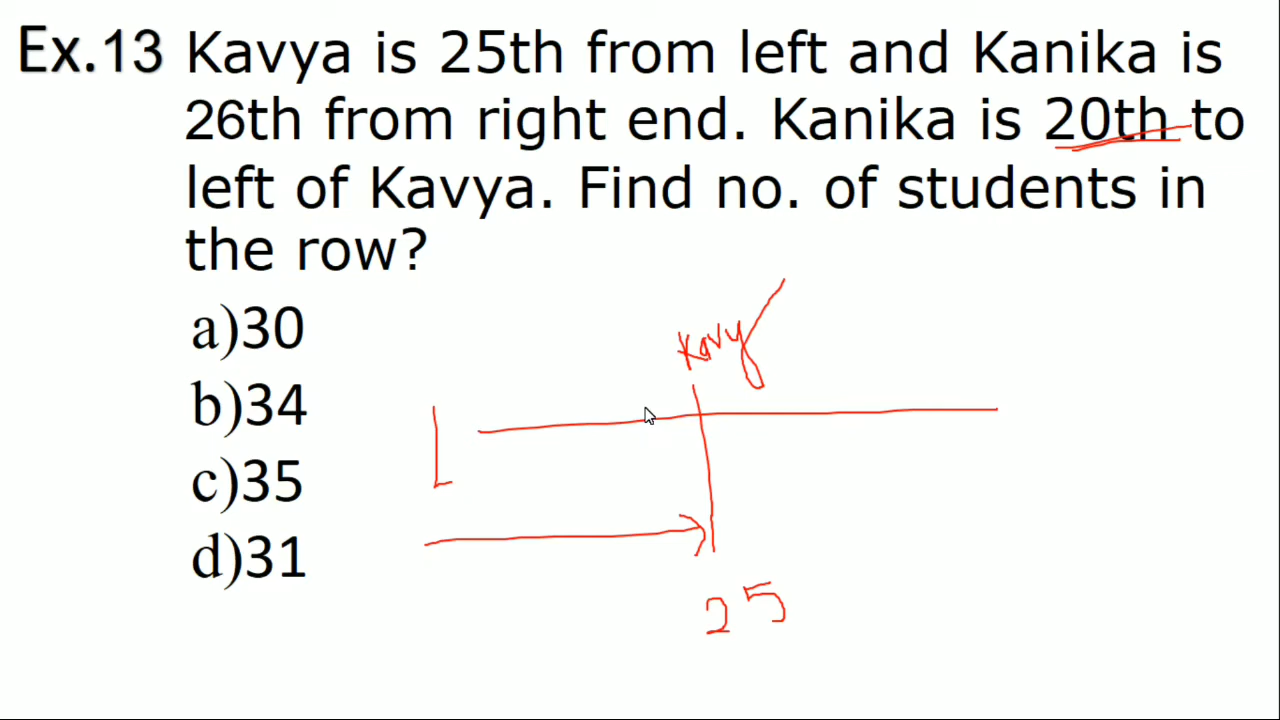 Ex.13 Kavya is 25th from left and Kanika is
26th from right end. Kanika is 20th to
left of Kavya. Find no. of students in
the row?
a)30
b)34
c)35
d)31
Kavy
L
25